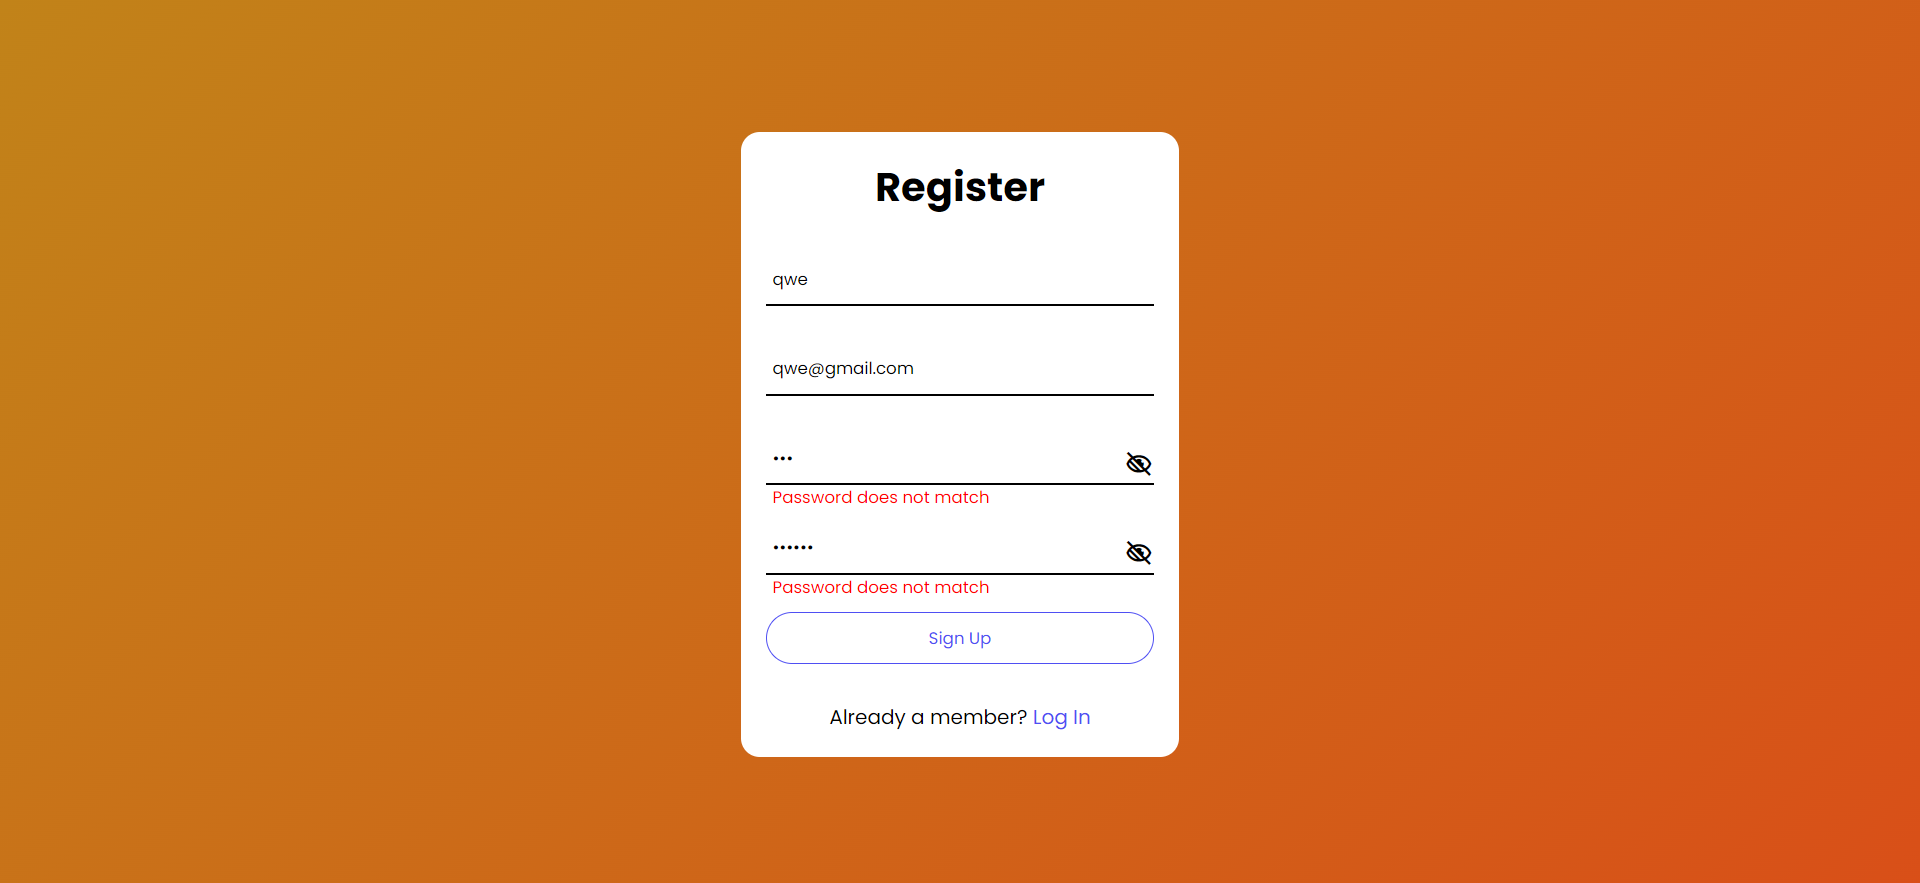 Register
qwe
qwe@gmail.com
•••
Password does not match
••••••
Password does not match
Sign Up
Already a member? Log In